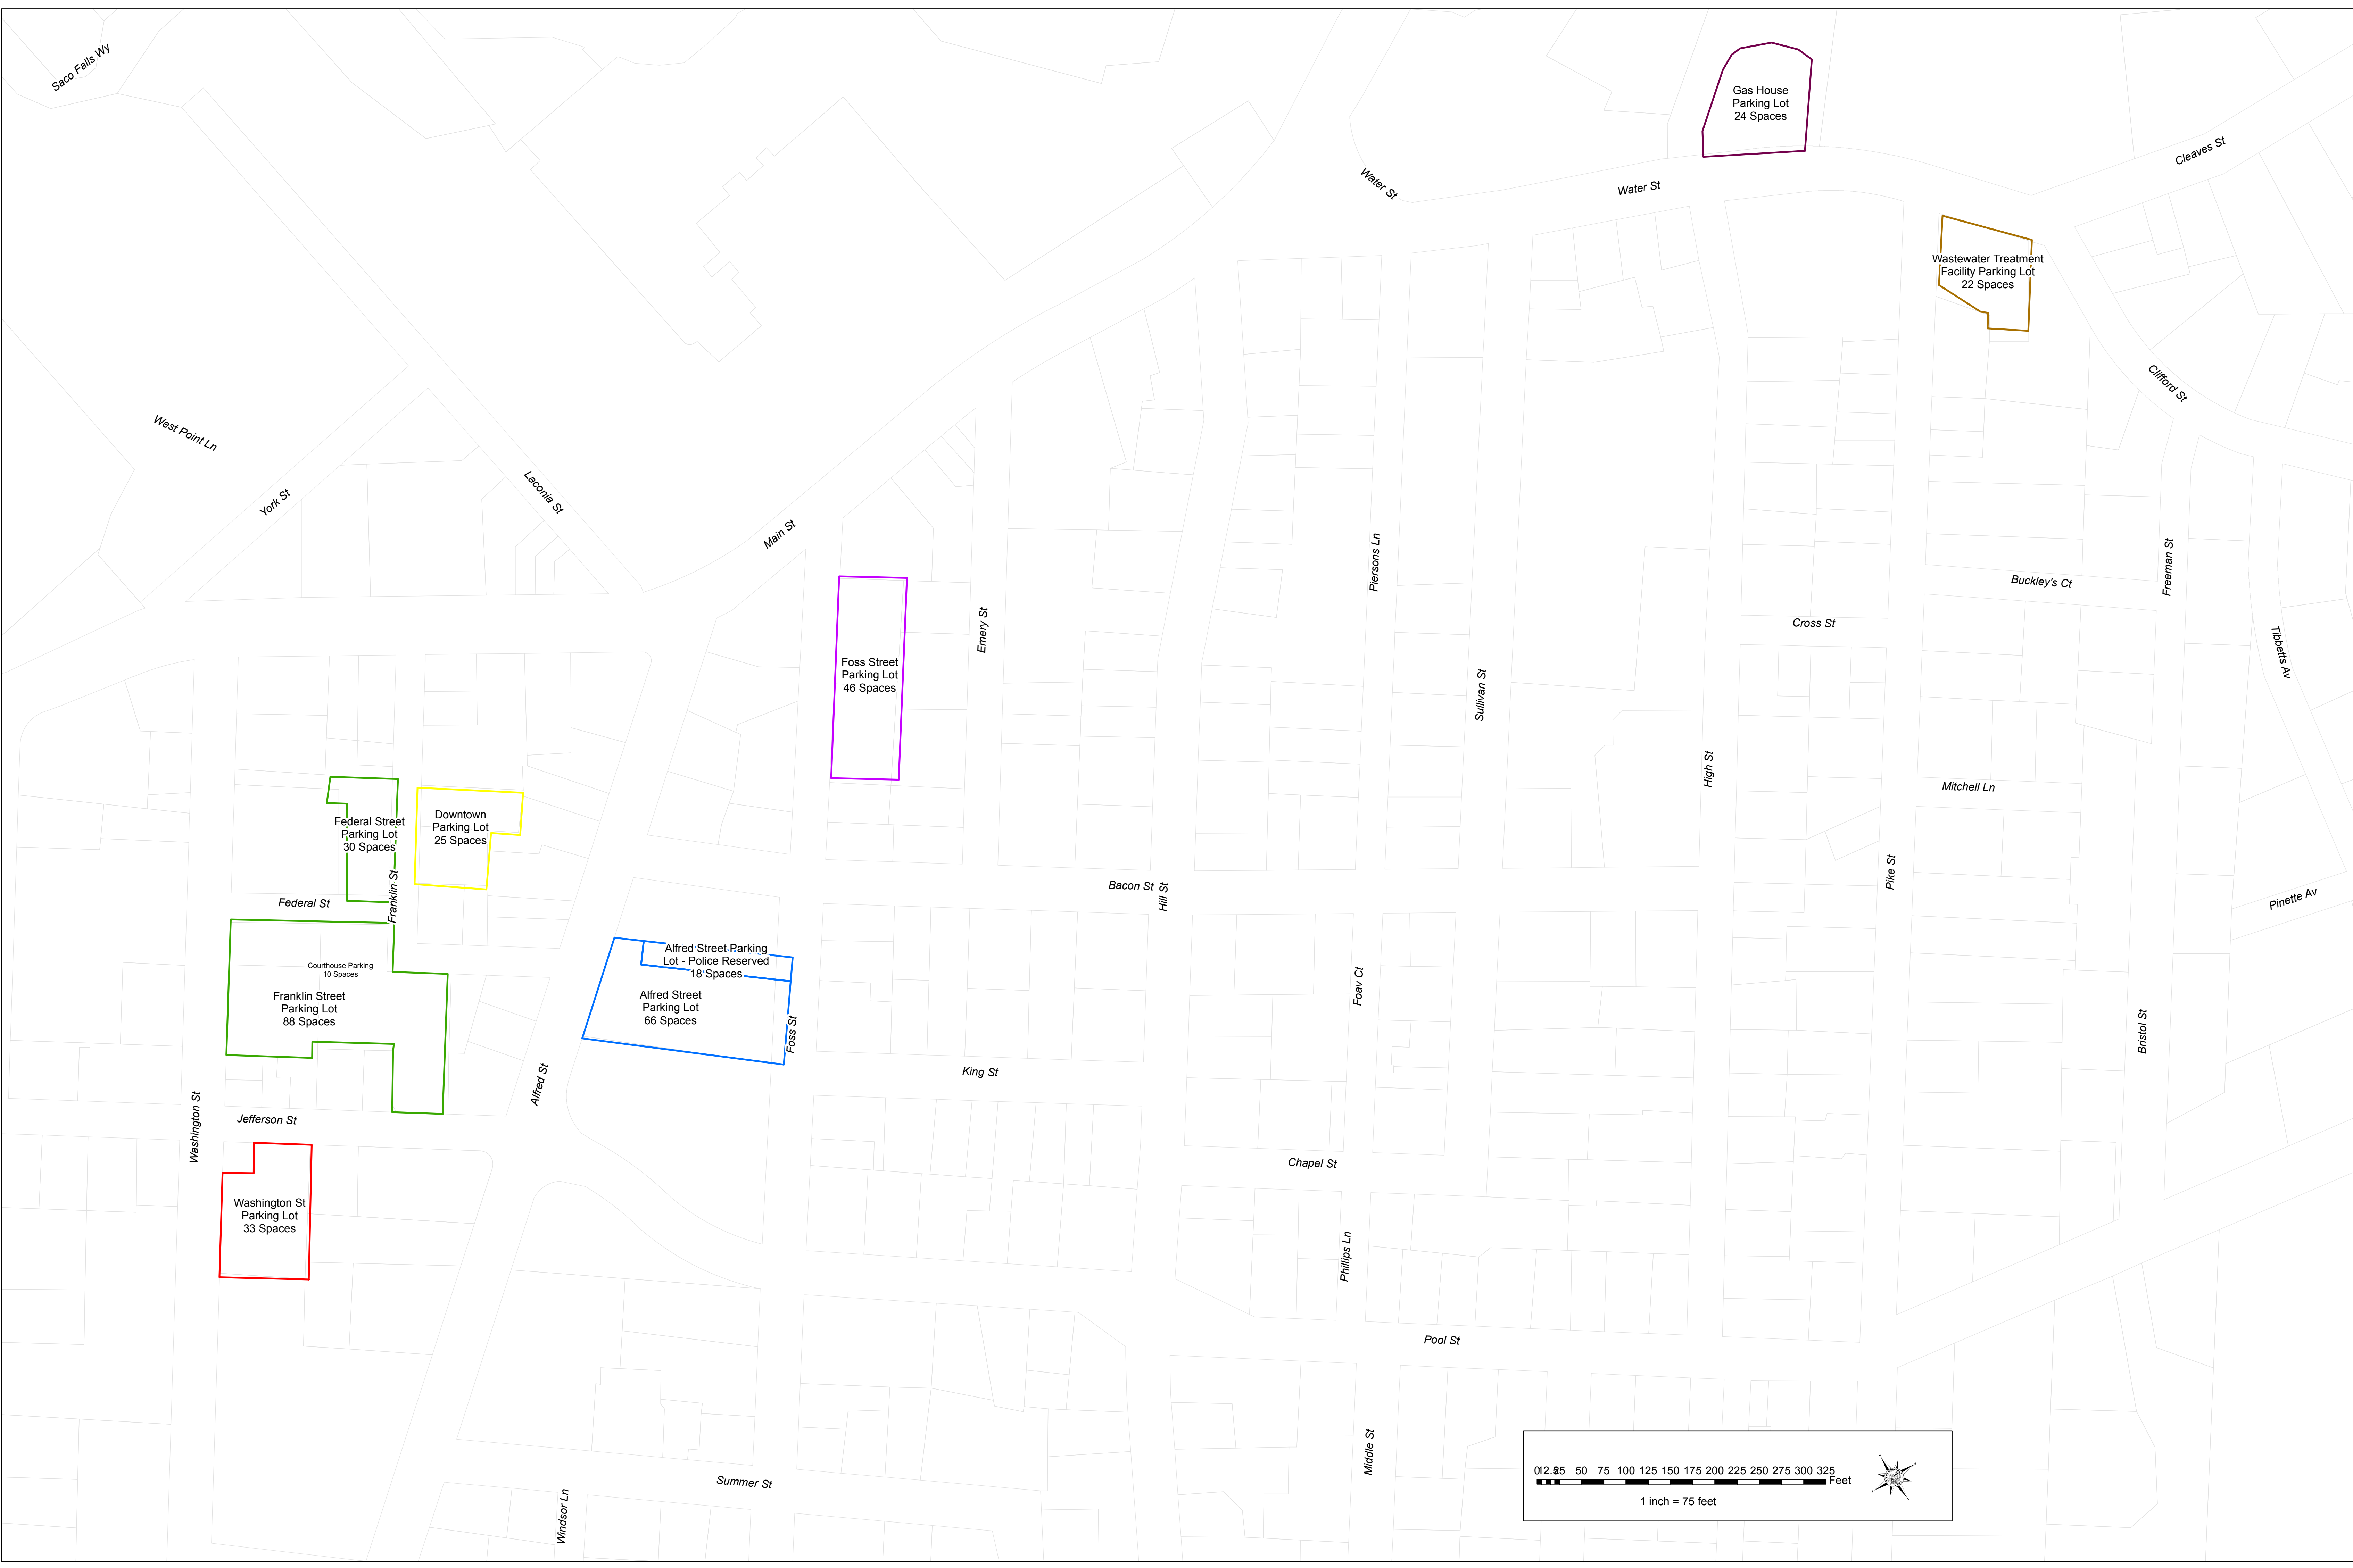 Saco Falls Wy
Gas House
Parking Lot
24 Spaces
Cleaves St
Water St
Water St
Wastewater Treatment
Facility Parking Lot
22 Spaces
Clifford St
West Point Ln
York St
Laconia St
Main St
Piersons Ln
Freeman St
Buckley's Ct
Emery St
Cross St
Tibbetts Av
Foss Street
Parking Lot
46 Spaces
Sullivan St
High St
Mitchell Ln
Federal Street
Parking Lot
30 Spaces
Downtown
Parking Lot
25 Spaces
Pike St
Bacon St
Hill St
Franklin St
Federal St
Pinette Av
Alfred Street Parking
Lot - Police Reserved
18 Spaces
Courthouse Parking
10 Spaces
Franklin Street
Parking Lot
88 Spaces
Alfred Street
Parking Lot
66 Spaces
Foss St
Foav Ct
Bristol St
King St
Alfred St
Jefferson St
Washington St
Chapel St
Washington St
Parking Lot
33 Spaces
Phillips Ln
Pool St
Middle St
Summer St
Windsor Ln
0 12.5 25 50 75 100 125 150 175 200 225 250 275 300 325
Feet
1 inch = 75 feet